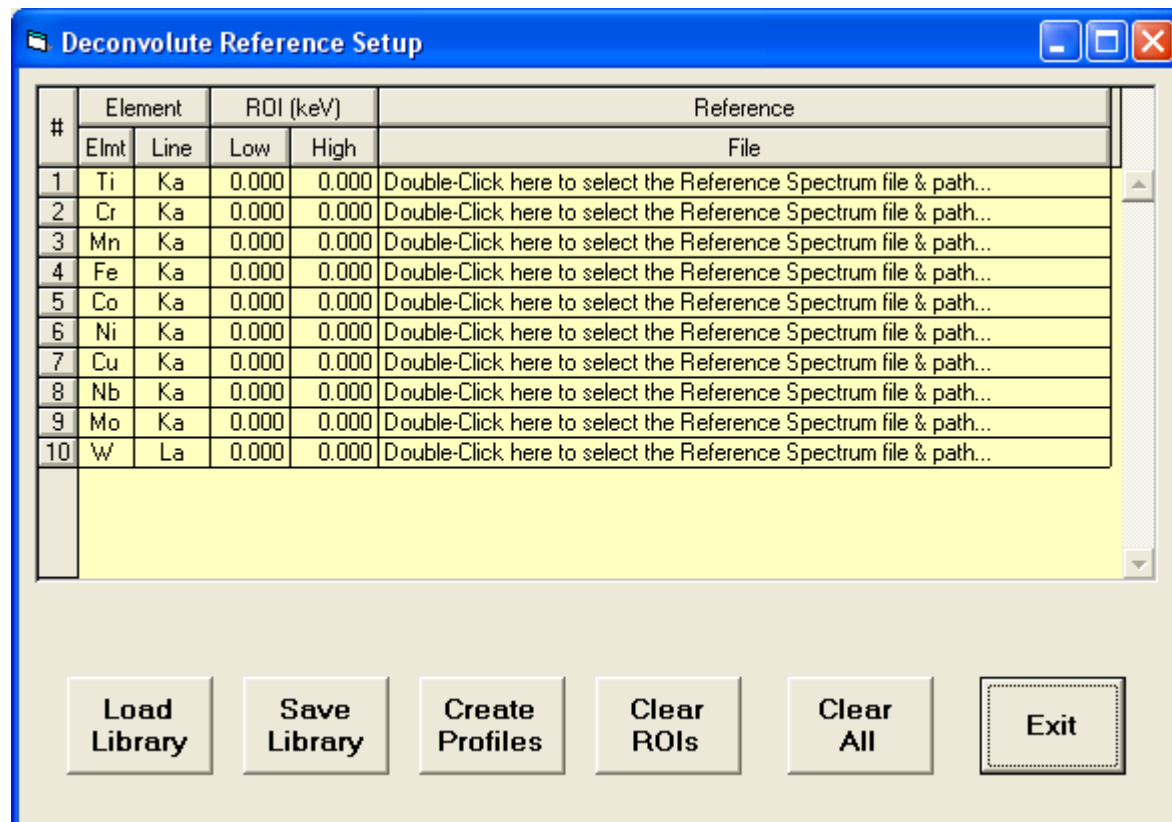 Deconvolute Reference Setup
# Element ROI (keV) Reference
Elmt Line Low High File
1 Ti Ka 0.000 0.000 Double-Click here to select the Reference Spectrum file & path...
2 Cr Ka 0.000 0.000 Double-Click here to select the Reference Spectrum file & path...
3 Mn Ka 0.000 0.000 Double-Click here to select the Reference Spectrum file & path...
4 Fe Ka 0.000 0.000 Double-Click here to select the Reference Spectrum file & path...
5 Co Ka 0.000 0.000 Double-Click here to select the Reference Spectrum file & path...
6 Ni Ka 0.000 0.000 Double-Click here to select the Reference Spectrum file & path...
7 Cu Ka 0.000 0.000 Double-Click here to select the Reference Spectrum file & path...
8 Nb Ka 0.000 0.000 Double-Click here to select the Reference Spectrum file & path...
9 Mo Ka 0.000 0.000 Double-Click here to select the Reference Spectrum file & path...
10 W La 0.000 0.000 Double-Click here to select the Reference Spectrum file & path...
Load Library
Save Library
Create Profiles
Clear ROIs
Clear All
Exit